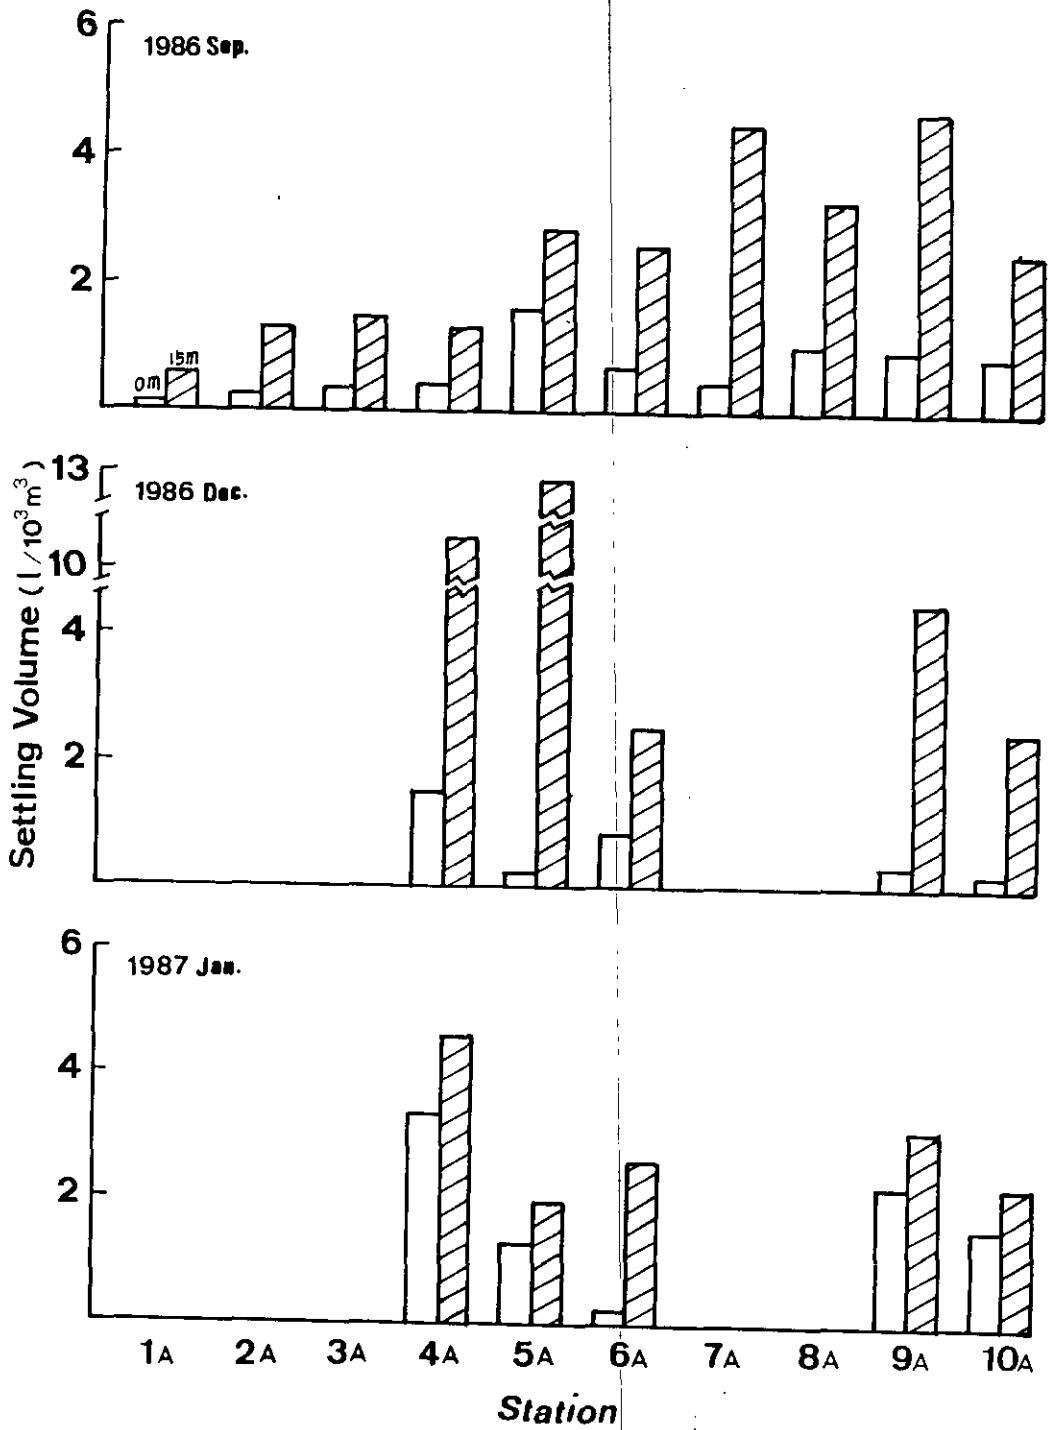 6
1986 Sep.
4
2
0m
15m
13
1986 Dec.
10
4
2
Settling Volume (l/10³m³)
6
1987 Jan.
4
2
1A 2A 3A 4A 5A 6A 7A 8A 9A 10A
Station